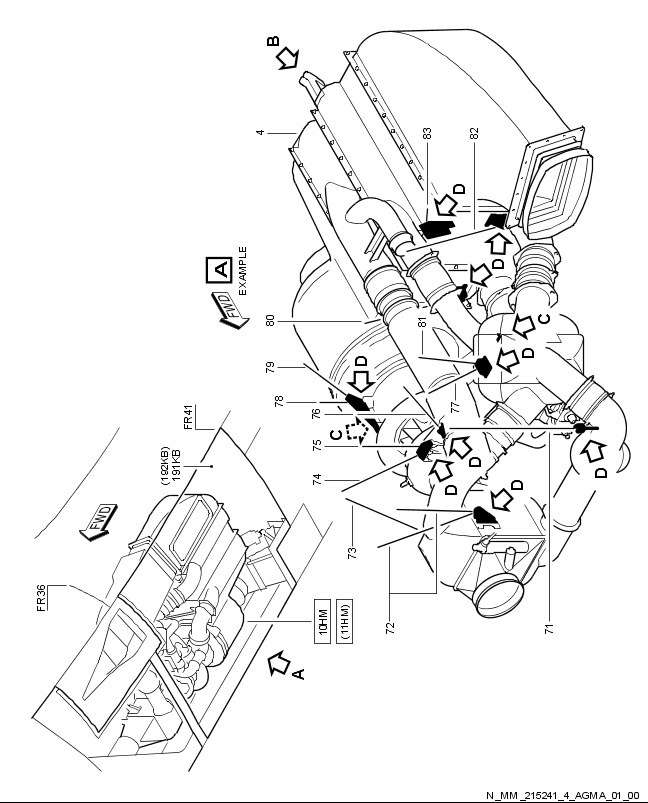 B
4
83
82
D
A
EXAMPLE
FWD
D
80
81
C
79
D
D
78
77
76
C
75
D
D
D
74
D
73
72
71
FR41
(192KB)
191KB
FWD
FR36
10HM
(11HM)
A
N_MM_215241_4_AGMA_01_00